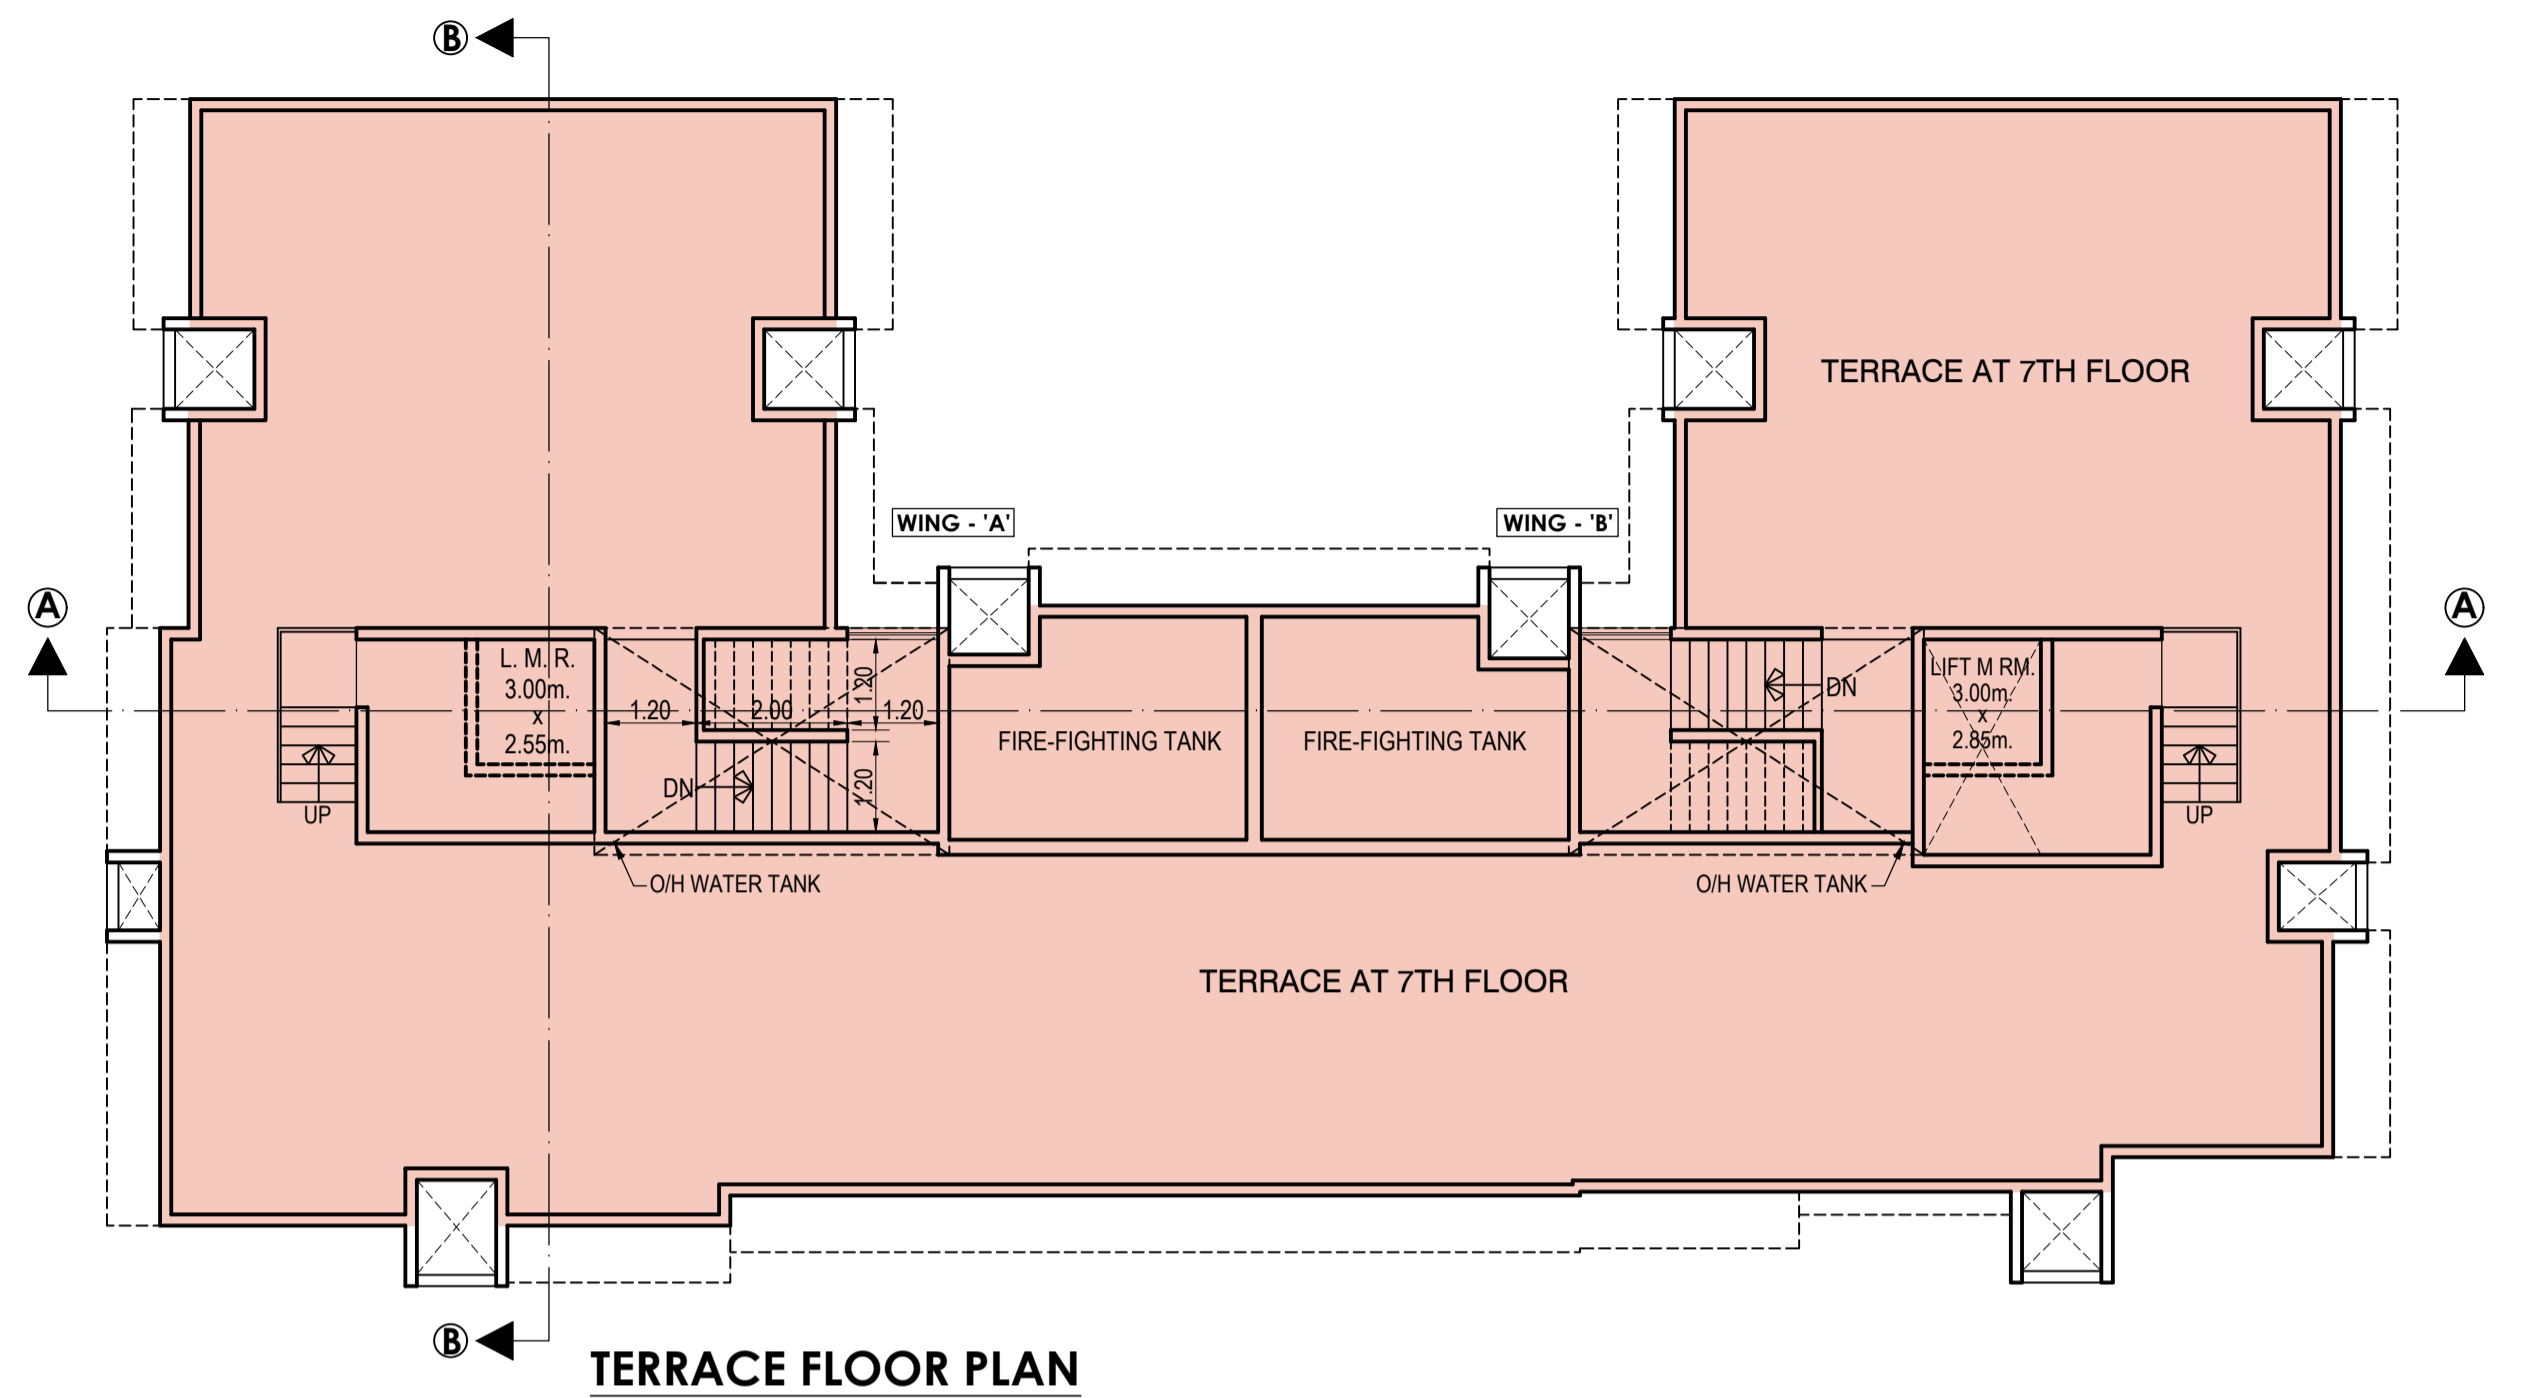 B
TERRACE AT 7TH FLOOR
WING - 'A'
WING - 'B'
A
A
L. M. R.
3.00m.
x
2.55m.
1.20
2.00
1.20
1.20
1.20
DN
UP
FIRE-FIGHTING TANK
FIRE-FIGHTING TANK
DN
LIFT M RM.
3.00m.
x
2.85m.
UP
O/H WATER TANK
O/H WATER TANK
TERRACE AT 7TH FLOOR
B
TERRACE FLOOR PLAN